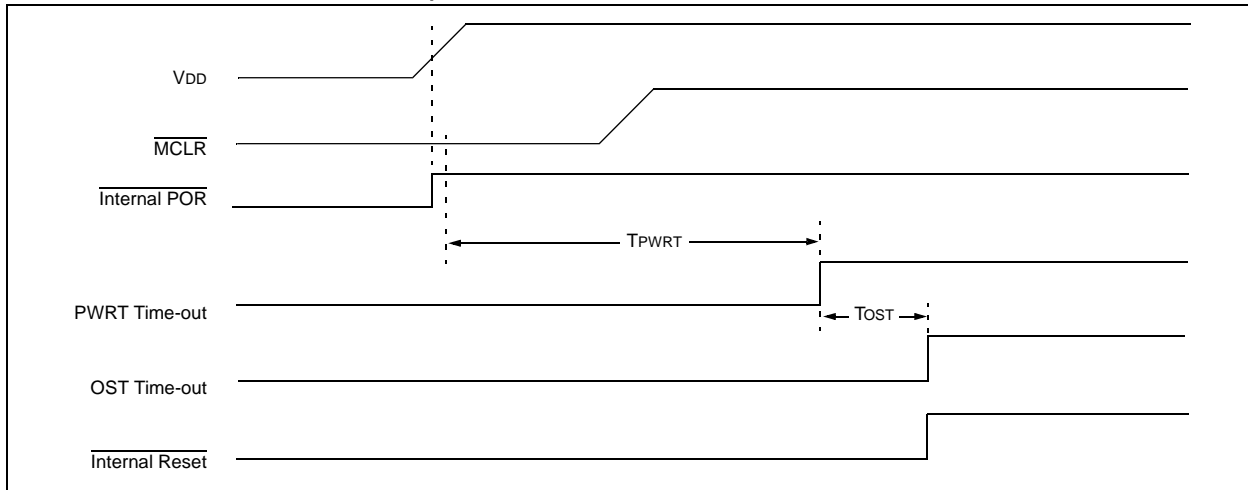 VDD
MCLR
Internal POR
TPWRT
PWRT Time-out
TOST
OST Time-out
Internal Reset